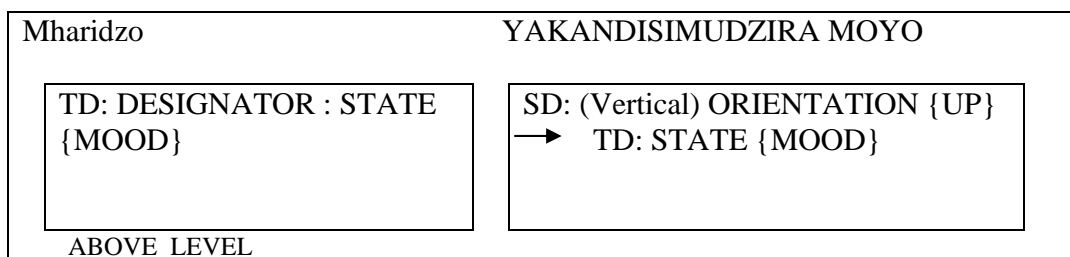 Mharidzo YAKANDISIMUDZIRA MOYO
TD: DESIGNATOR : STATE
{MOOD}
SD: (Vertical) ORIENTATION {UP}
TD: STATE {MOOD}
ABOVE LEVEL